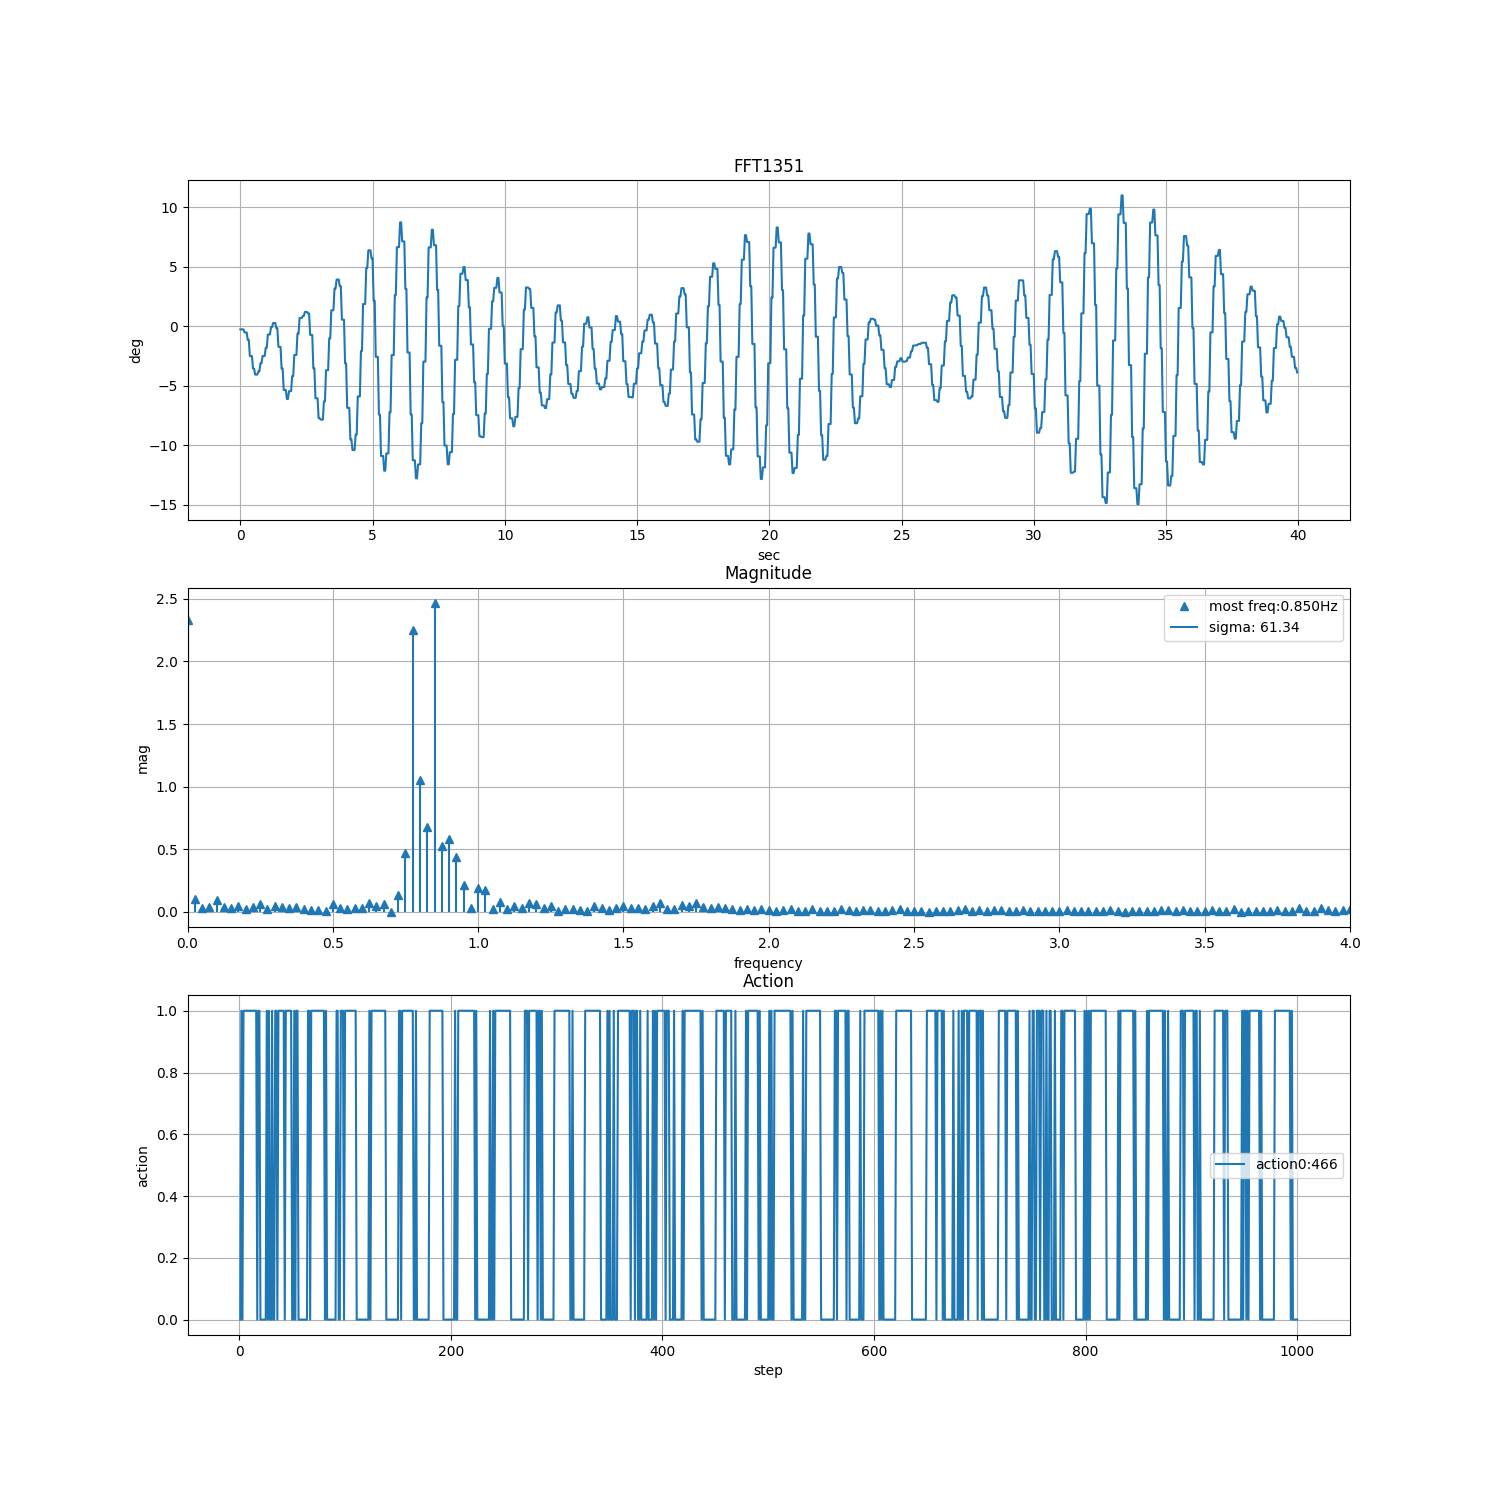 FFT1351
10
5
0
−5
−10
−15
deg
0 5 10 15 20 25 30 35 40
sec
Magnitude
2.5
2.0
1.5
1.0
0.5
0.0
mag
most freq:0.850Hz
sigma: 61.34
0.0 0.5 1.0 1.5 2.0 2.5 3.0 3.5 4.0
frequency
Action
1.0
0.8
0.6
0.4
0.2
0.0
action
action0:466
0 200 400 600 800 1000
step